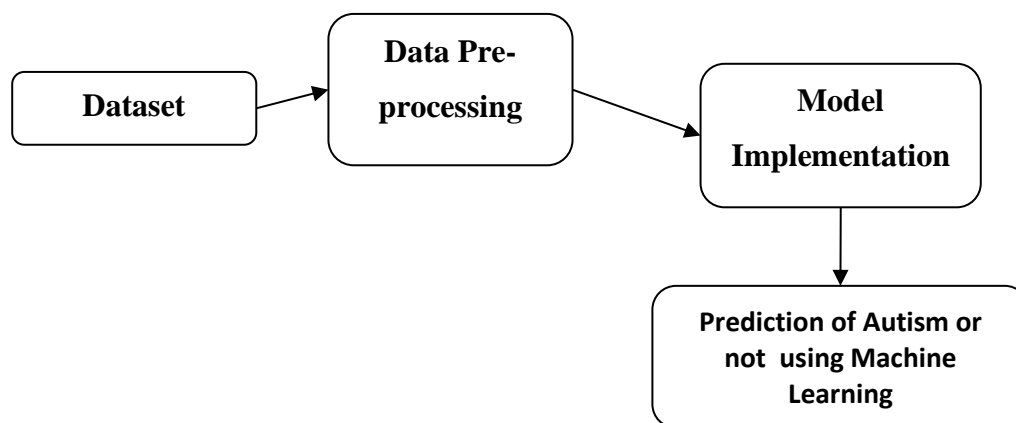 Dataset
Data Pre-
processing
Model
Implementation
Prediction of Autism or
not using Machine
Learning